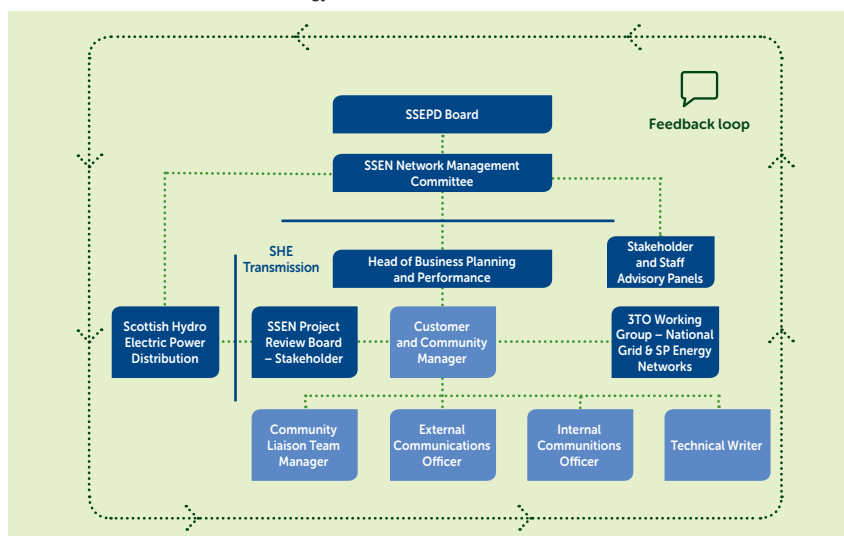 Feedback loop
SSEPD Board
SSEN Network Management
Committee
SHE
Transmission
Head of Business Planning
and Performance
Stakeholder
and Staff
Advisory Panels
Scottish Hydro
Electric Power
Distribution
SSEN Project
Review Board
– Stakeholder
Customer
and Community
Manager
3TO Working
Group – National
Grid & SP Energy
Networks
Community
Liaison Team
Manager
External
Communications
Officer
Internal
Communitions
Officer
Technical Writer